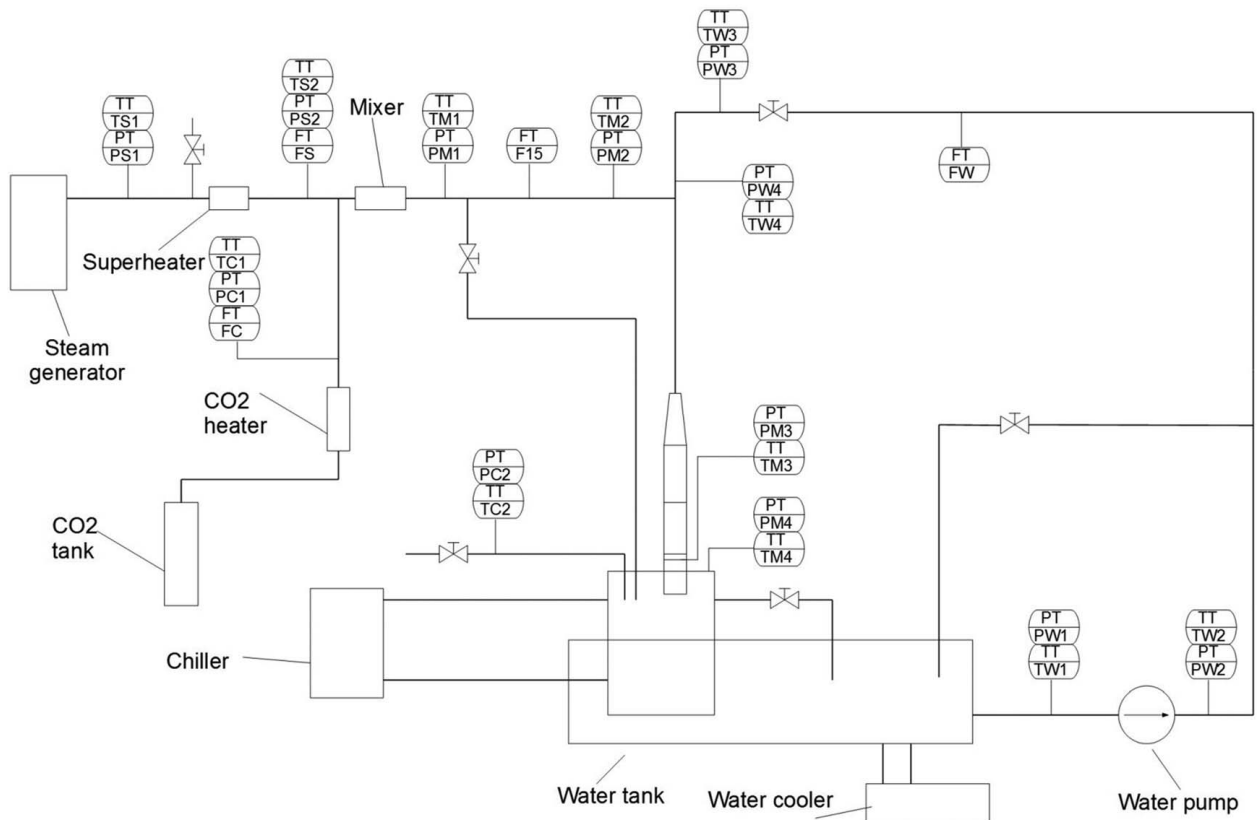 TT
TW3
PT
PW3
TT
TS2
PT
PS2
FT
FS
Mixer
TT
TS1
PT
PS1
TT
TM1
PT
PM1
FT
F15
TT
TM2
PT
PM2
FT
FW
PT
PW4
TT
TW4
Superheater
TT
TC1
PT
PC1
FT
FC
Steam
generator
CO2
heater
PT
PM3
TT
TM3
PT
PC2
TT
TC2
PT
PM4
TT
TM4
CO2
tank
Chiller
PT
PW1
TT
TW1
TT
TW2
PT
PW2
Water tank
Water cooler
Water pump